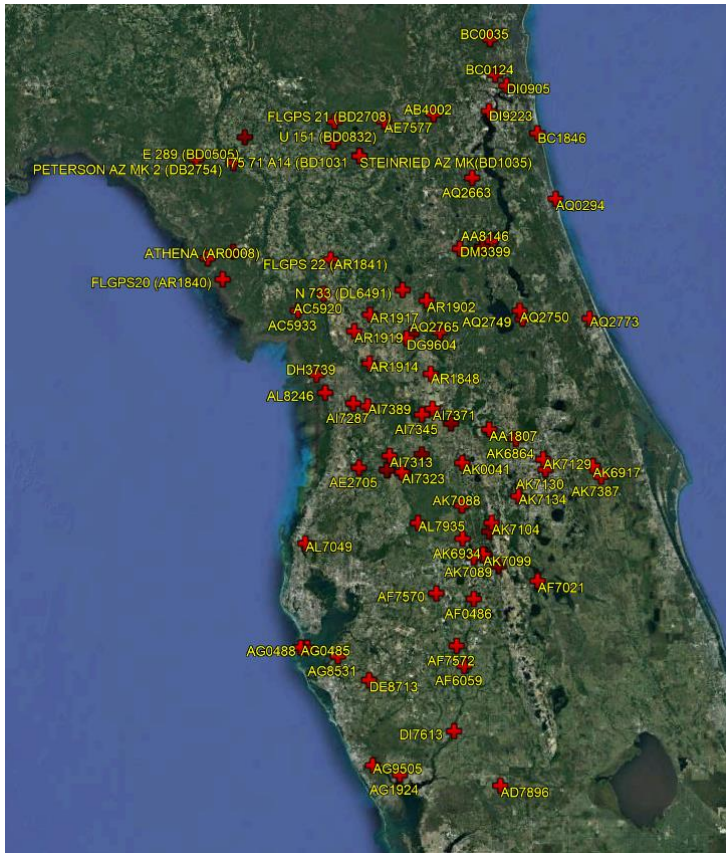 BC0035
BC0124
DI0905
FLGPS 21 (BD2708)
AB4002
AE7577
DI9223
U 151 (BD0832)
BC1846
E 289 (BD0505)
I75 71 A14 (BD1031
STEINRIED AZ MK(BD1035)
PETERSON AZ MK 2 (DB2754)
AQ2663
AQ0294
AA8146
DM3399
ATHENA (AR0008)
FLGPS 22 (AR1841)
FLGPS20 (AR1840)
N 733 (DL6491)
AR1902
AC5920
AC5933
AR1917
AQ2765
AQ2749
AQ2750
AQ2773
AR1919
DG9604
AR1914
DH3739
AR1848
AL8246
AI7287
AI7389
AI7371
AI7345
AA1807
AK6864
AI7313
AK0041
AK7129
AK6917
AE2705
AI7323
AK7130
AK7387
AK7134
AK7088
AL7935
AK7104
AL7049
AK6934
AK7099
AK7089
AF7021
AF7570
AF0486
AG0488
AG0485
AF7572
AG8531
AF6059
DE8713
DI7613
AG9505
AG1924
AD7896